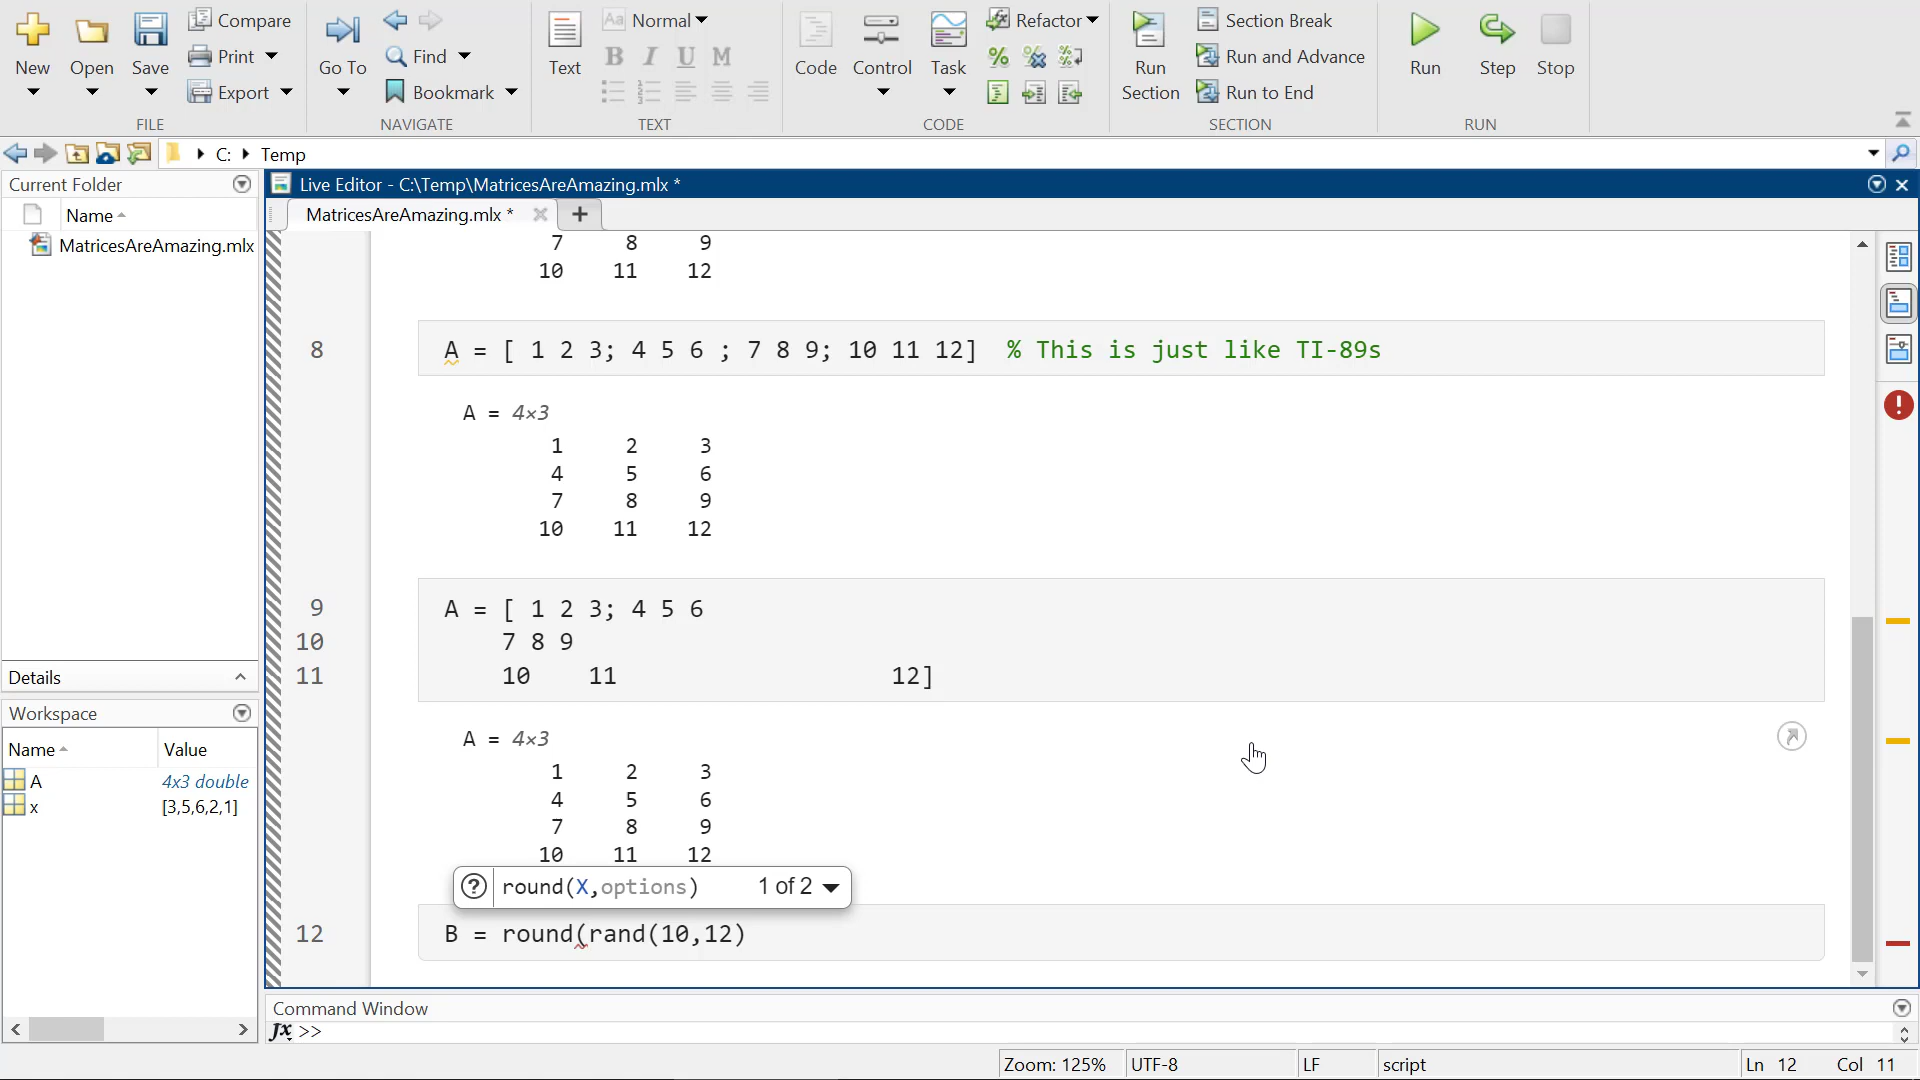 New Open Save Compare Print Export FILE
Go To Find Bookmark NAVIGATE
Text Aa Normal B I U M TEXT
Code Control Task Refactor CODE
Run Section Section Break Run and Advance Run to End SECTION
Run Step Stop RUN
C: Temp
Current Folder
Name
MatricesAreAmazing.mlx
Details
Workspace
Name Value
A 4x3 double
x [3,5,6,2,1]
Live Editor - C:\Temp\MatricesAreAmazing.mlx *
MatricesAreAmazing.mlx *
7 8 9
10 11 12
8 A = [ 1 2 3; 4 5 6 ; 7 8 9; 10 11 12] % This is just like TI-89s
A = 4×3
1 2 3
4 5 6
7 8 9
10 11 12
9 A = [ 1 2 3; 4 5 6
10 7 8 9
11 10 11 12]
A = 4×3
1 2 3
4 5 6
7 8 9
10 11 12
round(X,options) 1 of 2
12 B = round(rand(10,12)
Command Window
fx >>
Zoom: 125% UTF-8 LF script Ln 12 Col 11